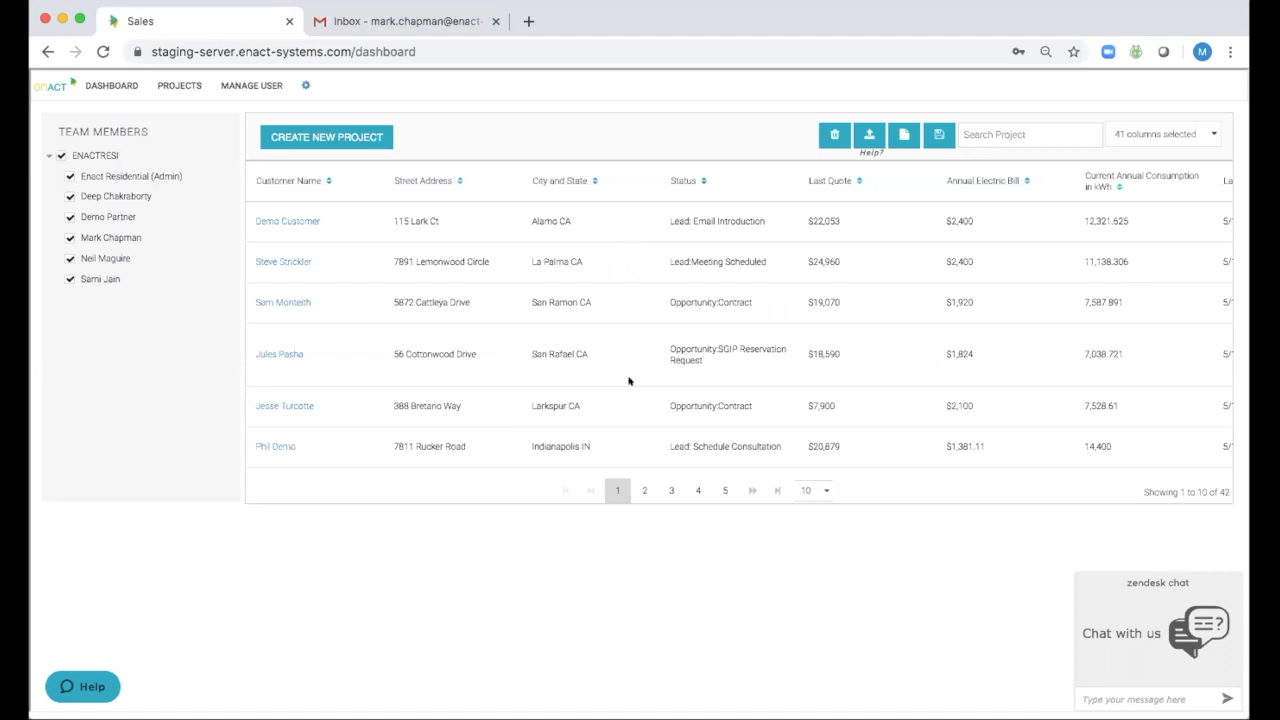 Sales
Inbox - mark.chapman@enact-
staging-server.enact-systems.com/dashboard
M
enACT
DASHBOARD
PROJECTS
MANAGE USER
TEAM MEMBERS
ENACTRESI
Enact Residential (Admin)
Deep Chakraborty
Demo Partner
Mark Chapman
Neil Maguire
Sami Jain
CREATE NEW PROJECT
Help?
Search Project
41 columns selected
Customer Name Street Address City and State Status Last Quote Annual Electric Bill Current Annual Consumption in kWh La
Demo Customer 115 Lark Ct Alamo CA Lead: Email Introduction $22,053 $2,400 12,321.625 5/
Steve Strickler 7891 Lemonwood Circle La Palma CA Lead:Meeting Scheduled $24,960 $2,400 11,138.306 5/
Sam Monteith 5872 Cattleya Drive San Ramon CA Opportunity:Contract $19,070 $1,920 7,587.891 5/
Jules Pasha 56 Cottonwood Drive San Rafael CA Opportunity:SGIP Reservation Request $18,590 $1,824 7,038.721 5/
Jesse Turcotte 388 Bretano Way Larkspur CA Opportunity:Contract $7,900 $2,100 7,528.61 5/
Phil Demo 7811 Rucker Road Indianapolis IN Lead: Schedule Consultation $20,879 $1,381.11 14,400 5/
1 2 3 4 5 10
Showing 1 to 10 of 42
zendesk chat
Chat with us
Type your message here
Help